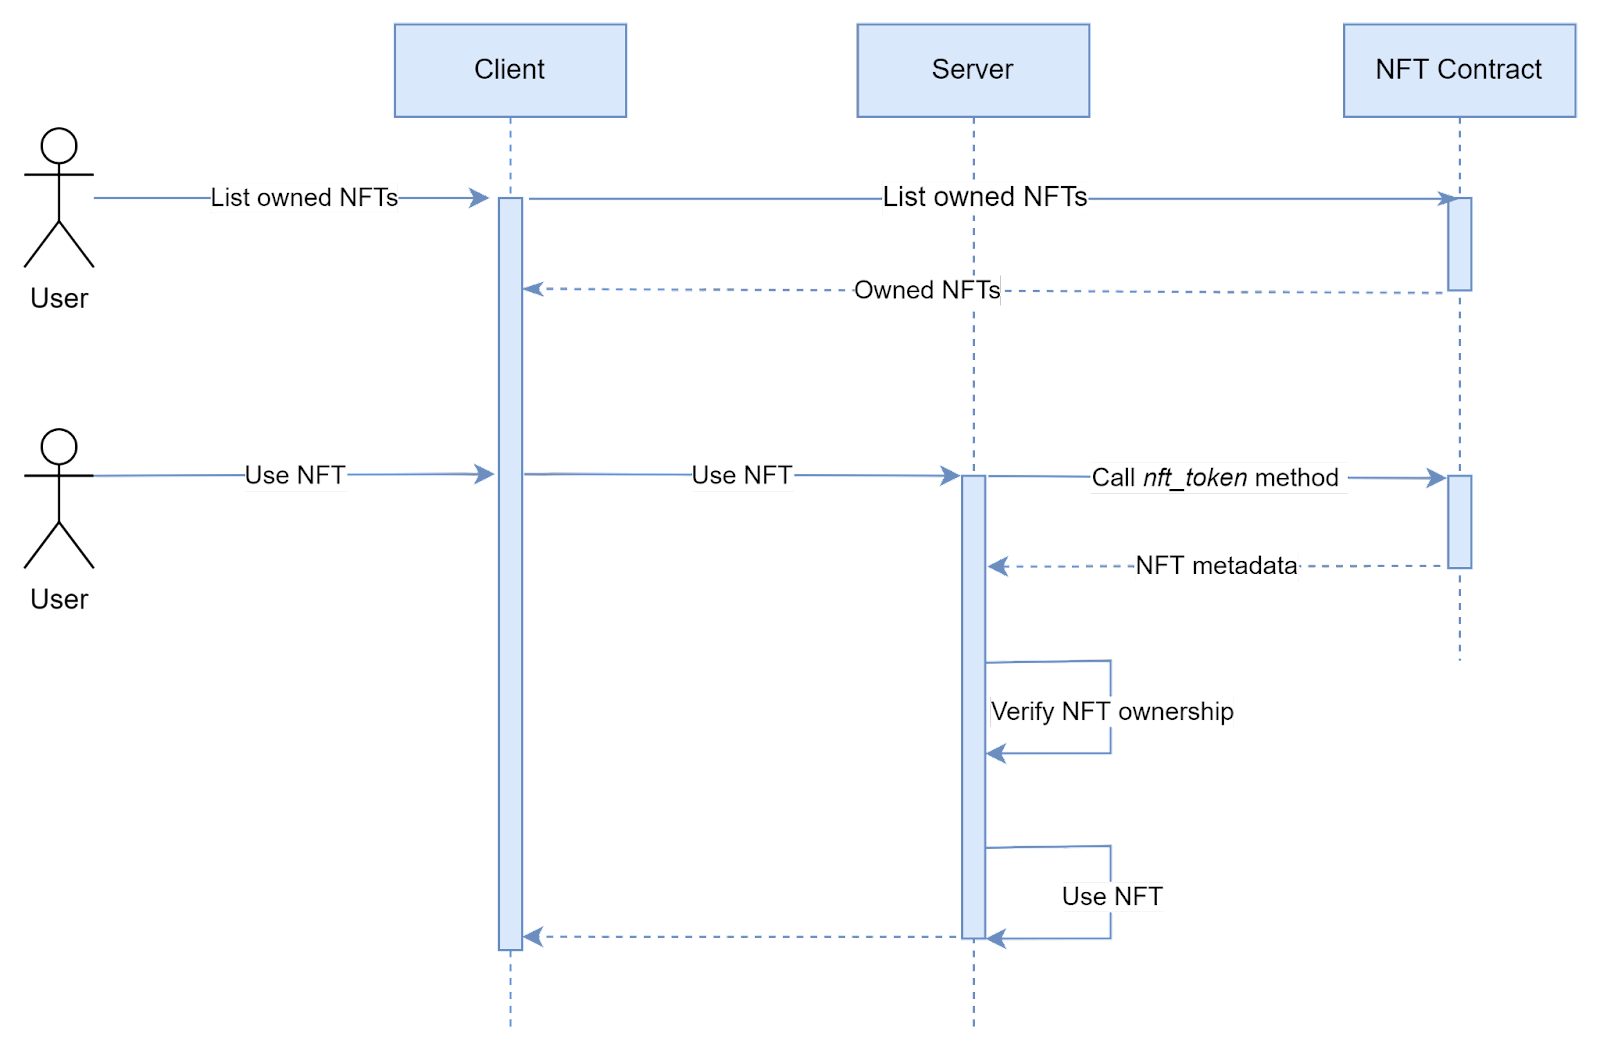 Client
Server
NFT Contract
List owned NFTs
List owned NFTs
User
Owned NFTs
Use NFT
Use NFT
Call nft_token method
User
NFT metadata
Verify NFT ownership
Use NFT